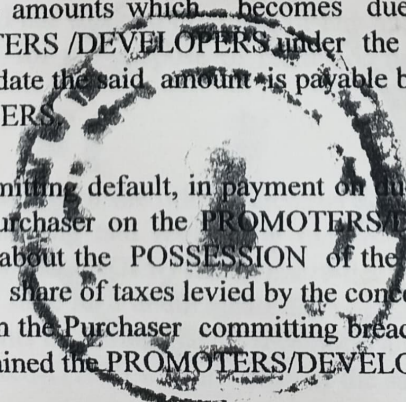 amounts which becomes due
TERS /DEVELOPERS under the
date the said amount is payable b
ERS.
mitting default, in payment on du
urchaser on the PROMOTERS/D
about the POSSESSION of the
share of taxes levied by the conce
n the Purchaser committing breac
ained the PROMOTERS/DEVELO